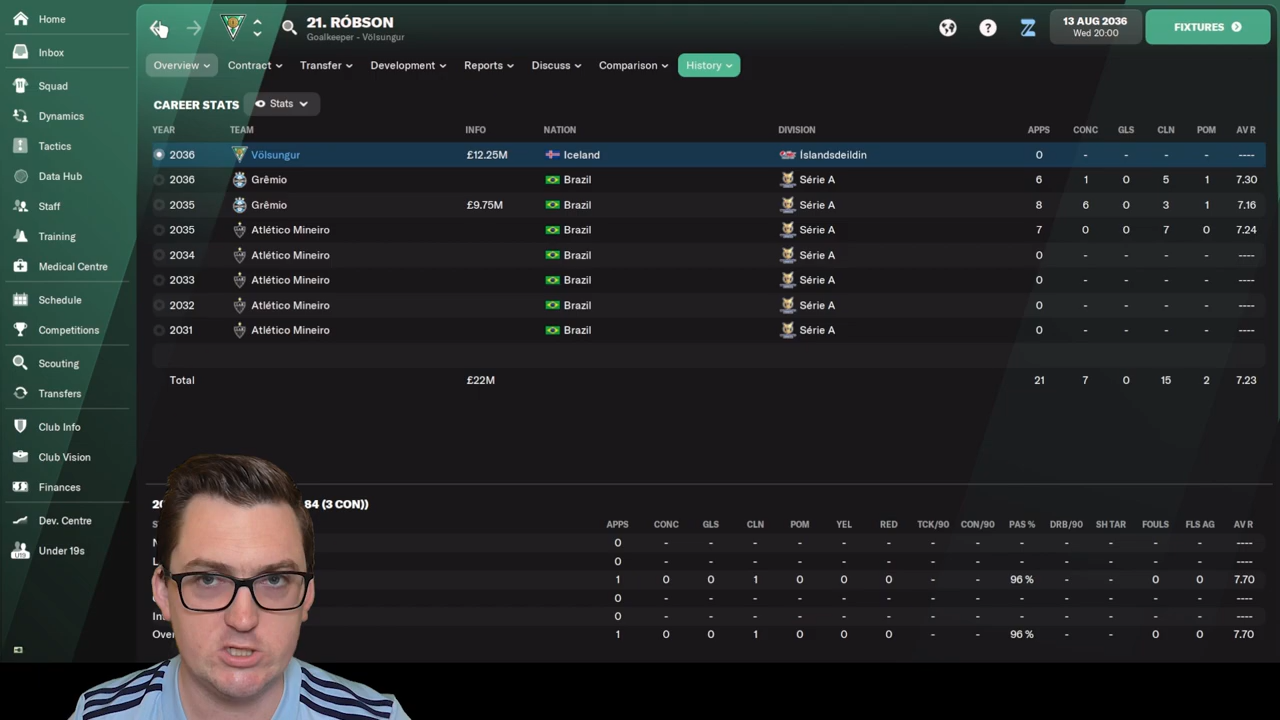 Home
Inbox
Squad
Dynamics
Tactics
Data Hub
Staff
Training
Medical Centre
Schedule
Competitions
Scouting
Transfers
Club Info
Club Vision
Finances
Dev. Centre
Under 19s
21. RÓBSON
Goalkeeper - Völsungur
13 AUG 2036
Wed 20:00
FIXTURES
Overview Contract Transfer Development Reports Discuss Comparison History
CAREER STATS Stats
YEAR TEAM INFO NATION DIVISION APPS CONC GLS CLN POM AV R
2036 Völsungur £12.25M Iceland Íslandsdeildin 0 - - - - ----
2036 Grêmio Brazil Série A 6 1 0 5 1 7.30
2035 Grêmio £9.75M Brazil Série A 8 6 0 3 1 7.16
2035 Atlético Mineiro Brazil Série A 7 0 0 7 0 7.24
2034 Atlético Mineiro Brazil Série A 0 - - - - ----
2033 Atlético Mineiro Brazil Série A 0 - - - - ----
2032 Atlético Mineiro Brazil Série A 0 - - - - ----
2031 Atlético Mineiro Brazil Série A 0 - - - - ----
Total £22M 21 7 0 15 2 7.23
84 (3 CON))
APPS CONC GLS CLN POM YEL RED TCK/90 CON/90 PAS % DRB/90 SH TAR FOULS FLS AG AV R
0 - - - - - - - - - - - - - ----
0 - - - - - - - - - - - - - ----
1 0 0 1 0 0 0 - - 96 % - - 0 0 7.70
0 - - - - - - - - - - - - - ----
0 - - - - - - - - - - - - - ----
1 0 0 1 0 0 0 - - 96 % - - 0 0 7.70